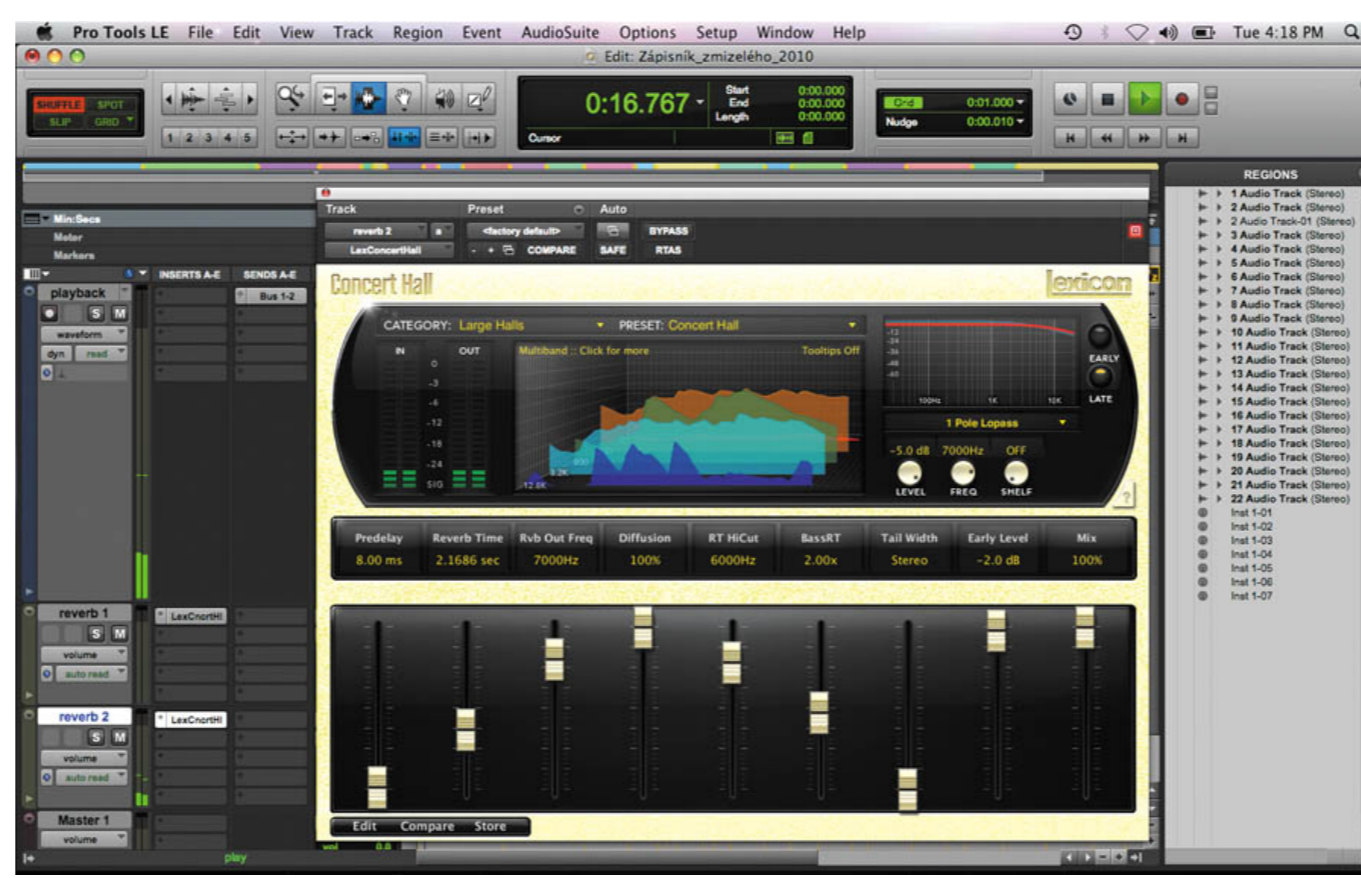 Pro Tools LE File Edit View Track Region Event AudioSuite Options Setup Window Help Tue 4:18 PM
Edit: Zápisník_zmizelého_2010
SHUFFLE SPOT
SLIP GRID
1 2 3 4 5
0:16.767
Start 0:00.000
End 0:00.000
Length 0:00.000
Cursor
Grid 0:01.000
Nudge 0:00.010
Min:Secs
Meter
Markers
INSERTS A-E SENDS A-E
playback
Bus 1-2
S M
waveform
dyn read
reverb 1
LexCnortHl
S M
volume
auto read
reverb 2
LexCnortHl
S M
volume
auto read
Master 1
volume
play
vol 0.0
Track Preset Auto
reverb 2 a <factory default> BYPASS
LexConcertHall - + COMPARE SAFE RTAS
Concert Hall
lexicon
CATEGORY: Large Halls PRESET: Concert Hall
IN OUT
0
-3
-6
-12
-18
-24
SIG
Multiband :: Click for more Tooltips Off
3.2K
12.8K
-12
-24
-36
-48
-60
100Hz 1K 10K
EARLY
LATE
1 Pole Lopass
-5.0 dB 7000Hz OFF
LEVEL FREQ SHELF
?
Predelay Reverb Time Rvb Out Freq Diffusion RT HiCut BassRT Tail Width Early Level Mix
8.00 ms 2.1686 sec 7000Hz 100% 6000Hz 2.00x Stereo -2.0 dB 100%
Edit Compare Store
REGIONS
1 Audio Track (Stereo)
2 Audio Track (Stereo)
2 Audio Track-01 (Stereo)
3 Audio Track (Stereo)
4 Audio Track (Stereo)
5 Audio Track (Stereo)
6 Audio Track (Stereo)
7 Audio Track (Stereo)
8 Audio Track (Stereo)
9 Audio Track (Stereo)
10 Audio Track (Stereo)
11 Audio Track (Stereo)
12 Audio Track (Stereo)
13 Audio Track (Stereo)
14 Audio Track (Stereo)
15 Audio Track (Stereo)
16 Audio Track (Stereo)
17 Audio Track (Stereo)
18 Audio Track (Stereo)
19 Audio Track (Stereo)
20 Audio Track (Stereo)
21 Audio Track (Stereo)
22 Audio Track (Stereo)
Inst 1-01
Inst 1-02
Inst 1-03
Inst 1-04
Inst 1-05
Inst 1-06
Inst 1-07